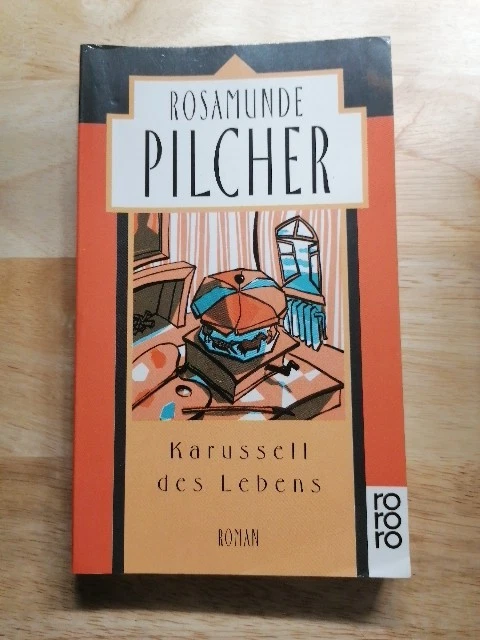 ROSAMUNDE
PILCHER
Karussell
des Lebens
ROMAN
ro
ro
ro